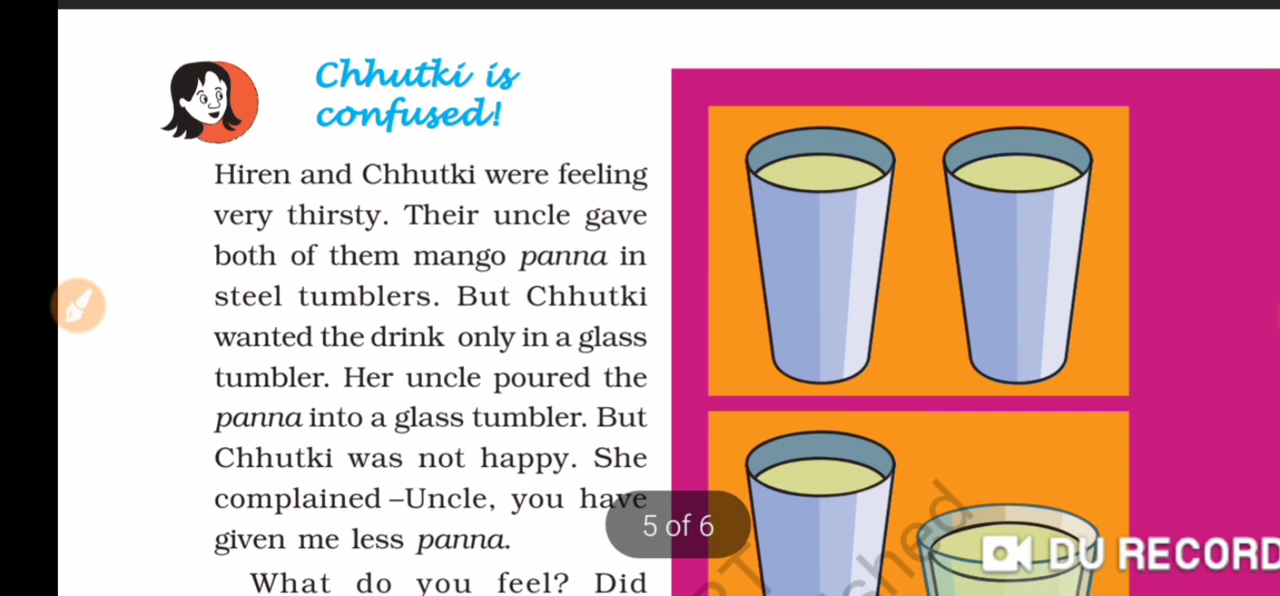 Chhutki is
confused!
Hiren and Chhutki were feeling
very thirsty. Their uncle gave
both of them mango panna in
steel tumblers. But Chhutki
wanted the drink only in a glass
tumbler. Her uncle poured the
panna into a glass tumbler. But
Chhutki was not happy. She
complained –Uncle, you have
given me less panna.
What do you feel? Did
5 of 6
DU RECORD